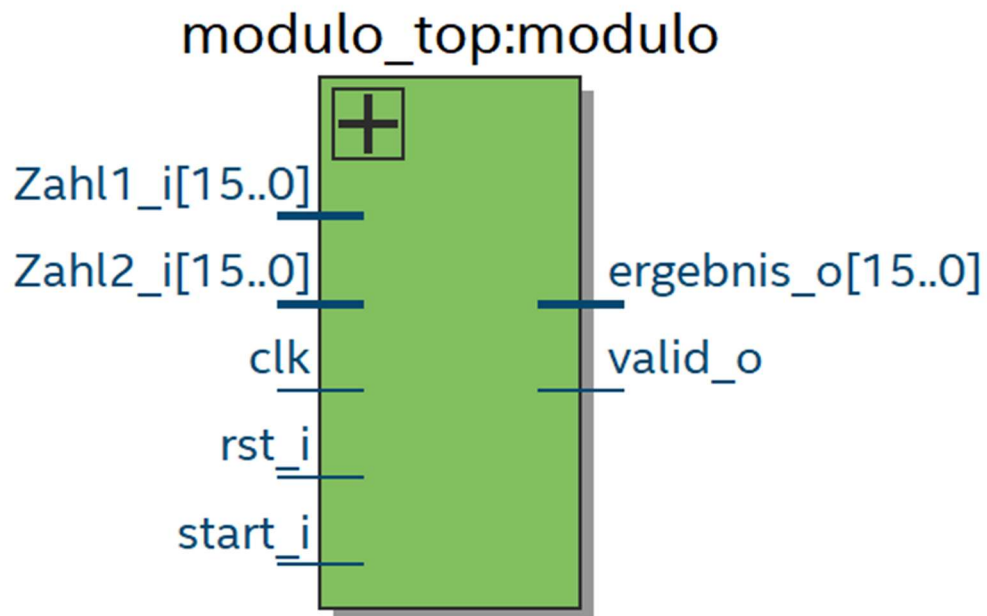 modulo_top:modulo
Zahl1_i[15..0]
Zahl2_i[15..0]
clk
rst_i
start_i
ergebnis_o[15..0]
valid_o